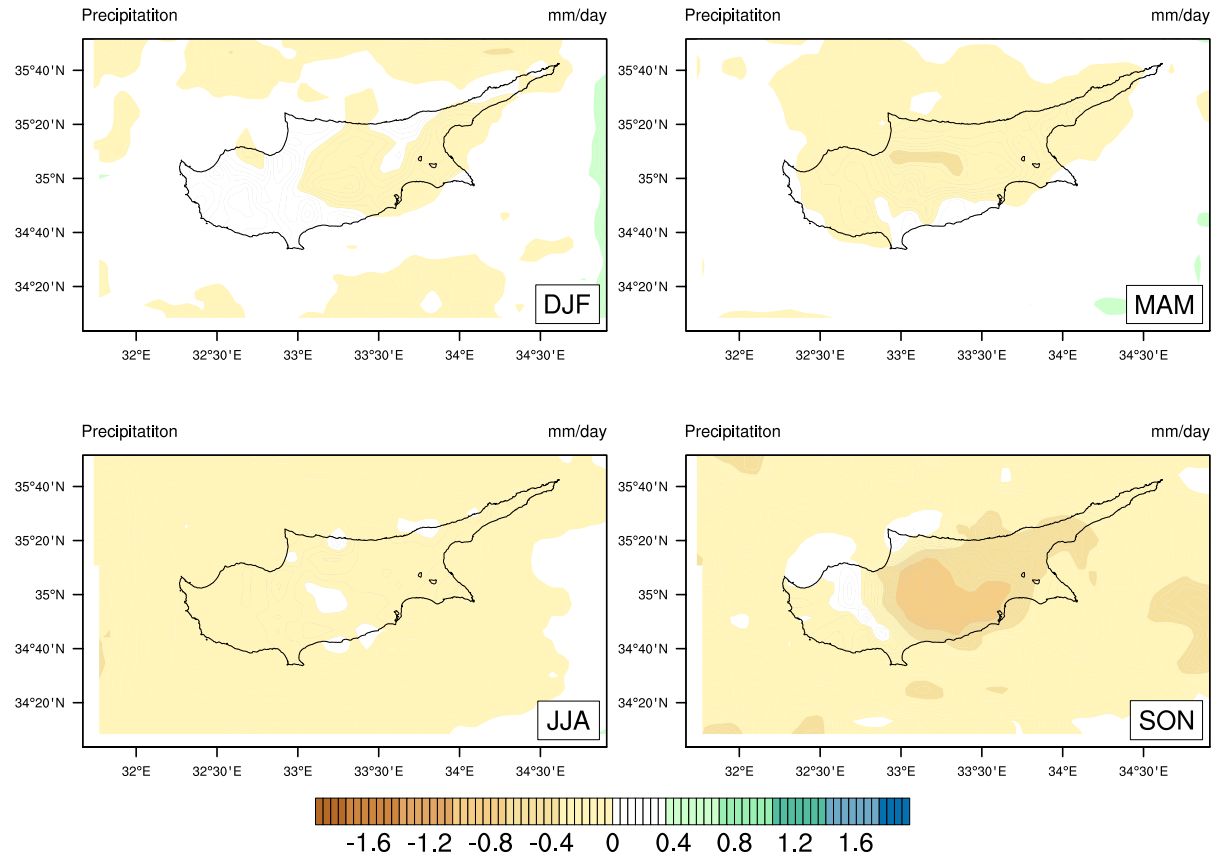 Precipitatiton mm/day Precipitatiton mm/day
35°40'N 35°40'N
35°20'N 35°20'N
35°N 35°N
34°40'N 34°40'N
34°20'N 34°20'N
DJF MAM
32°E 32°30'E 33°E 33°30'E 34°E 34°30'E 32°E 32°30'E 33°E 33°30'E 34°E 34°30'E
Precipitatiton mm/day Precipitatiton mm/day
35°40'N 35°40'N
35°20'N 35°20'N
35°N 35°N
34°40'N 34°40'N
34°20'N 34°20'N
JJA SON
32°E 32°30'E 33°E 33°30'E 34°E 34°30'E 32°E 32°30'E 33°E 33°30'E 34°E 34°30'E
-1.6 -1.2 -0.8 -0.4 0 0.4 0.8 1.2 1.6